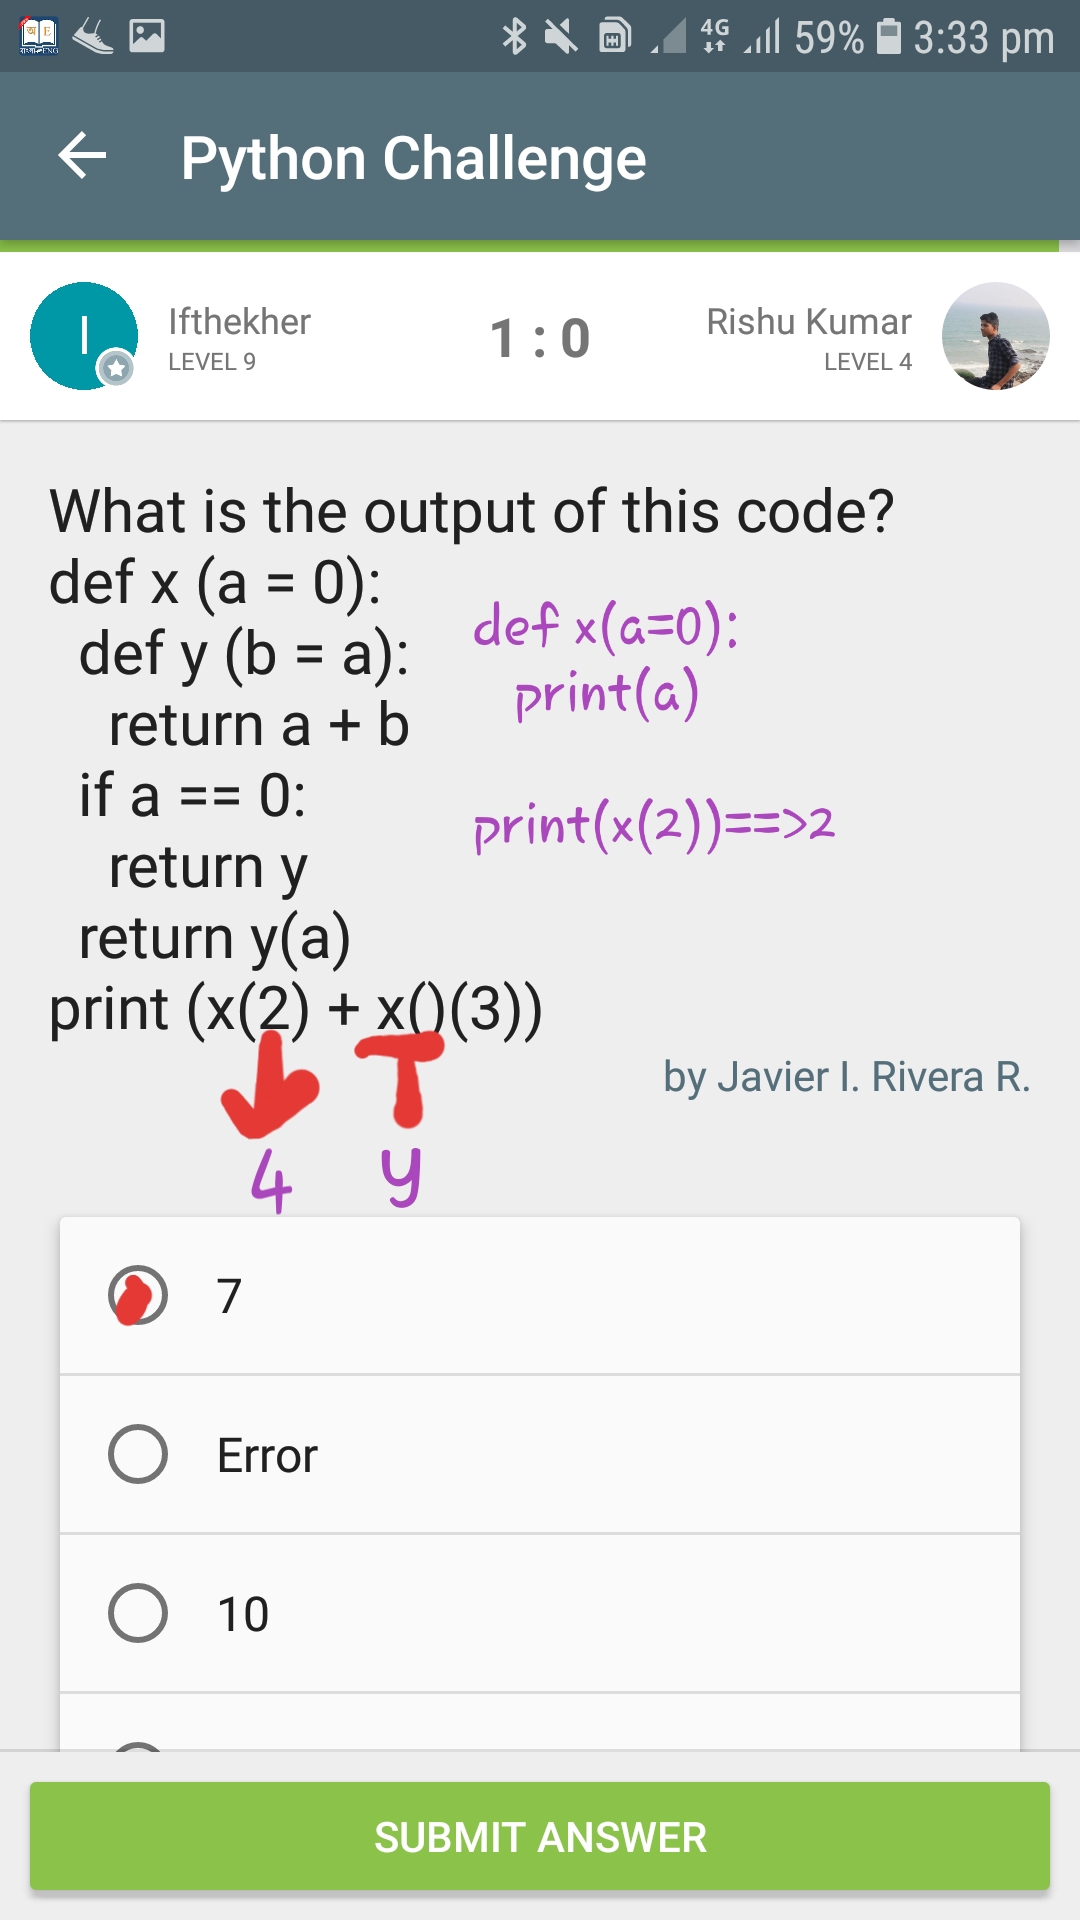 4G 59% 3:33 pm
Python Challenge
I Ifthekher
LEVEL 9
1 : 0
Rishu Kumar
LEVEL 4
What is the output of this code?
def x (a = 0):
def y (b = a):
return a + b
if a == 0:
return y
return y(a)
print (x(2) + x()(3))
def x(a=0):
print(a)
print(x(2))==>2
by Javier I. Rivera R.
4 y
7
Error
10
SUBMIT ANSWER